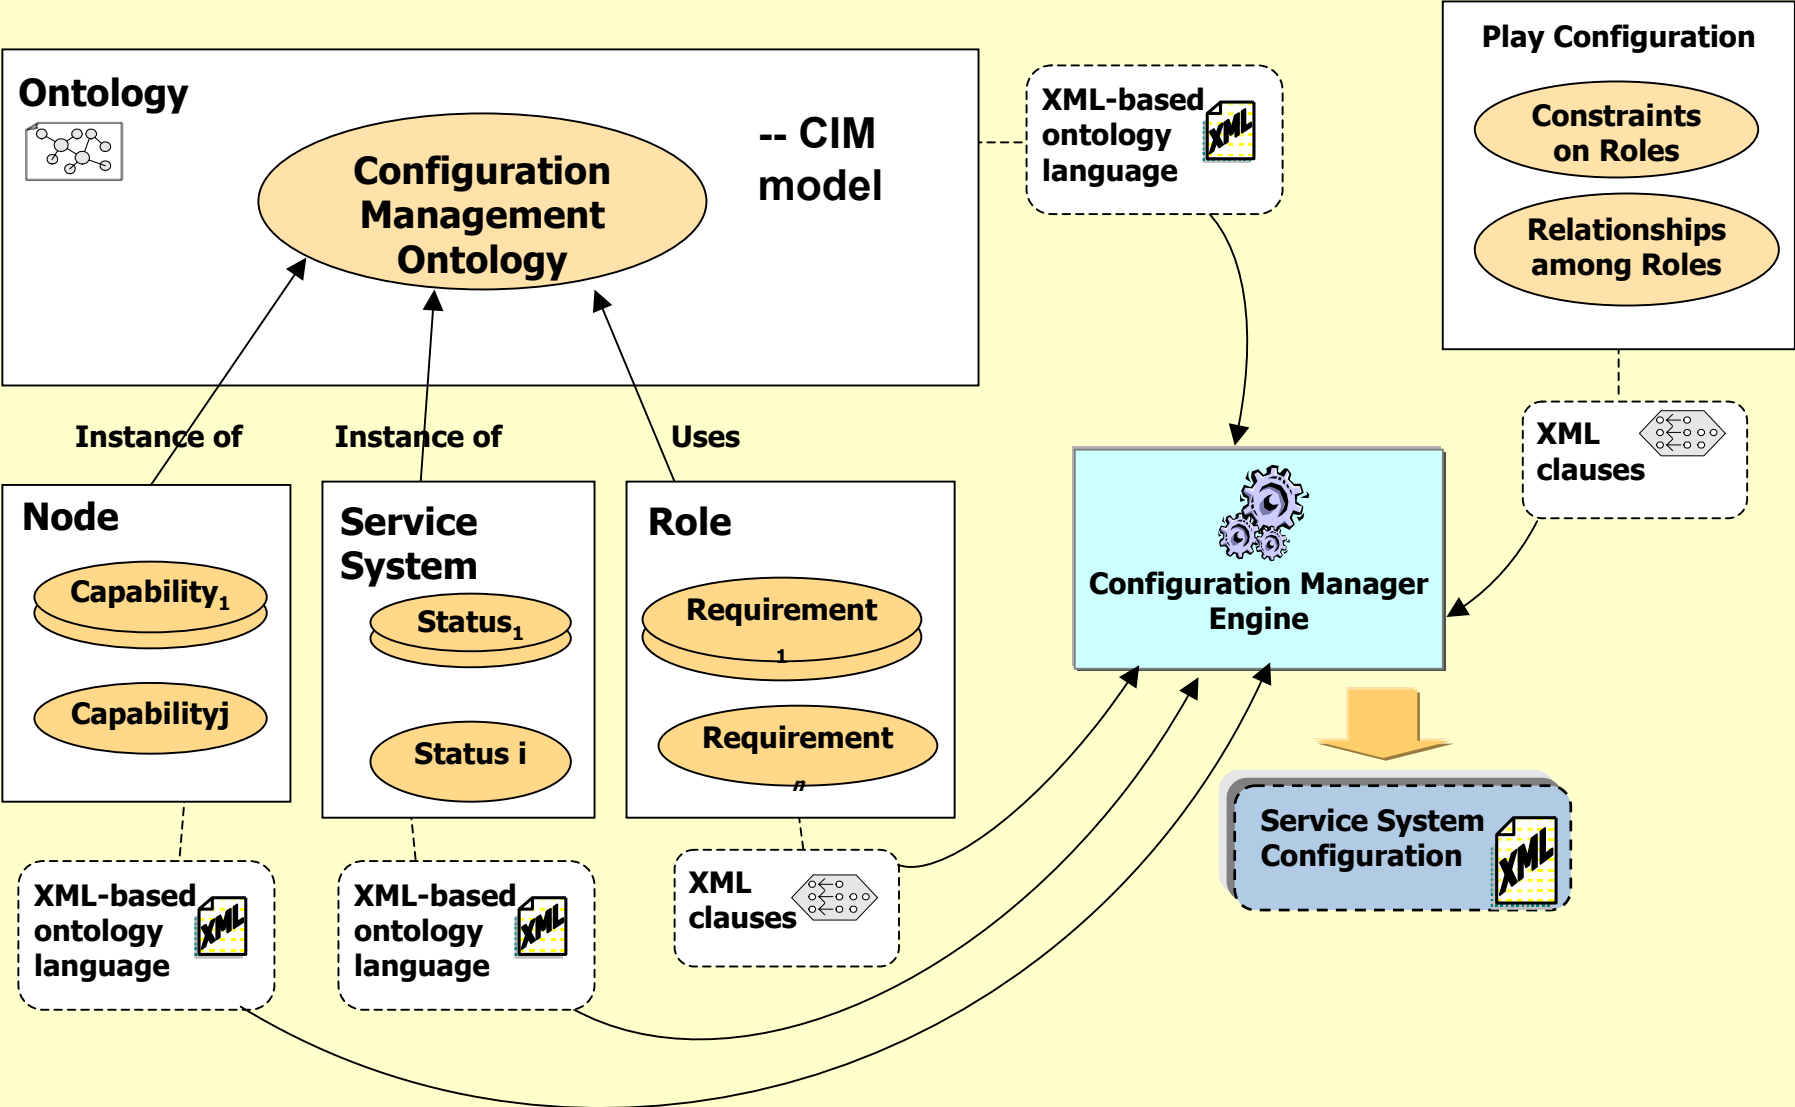 Play Configuration
Constraints
on Roles
Relationships
among Roles
Ontology
Configuration
Management
Ontology
-- CIM
model
XML-based
ontology
language
XML
Instance of
Instance of
Uses
XML
clauses
Node
Capability1
Capabilityj
Service
System
Status1
Status i
Role
Requirement
1
Requirement
n
Configuration Manager
Engine
Service System
Configuration
XML
XML-based
ontology
language
XML
XML-based
ontology
language
XML
XML
clauses